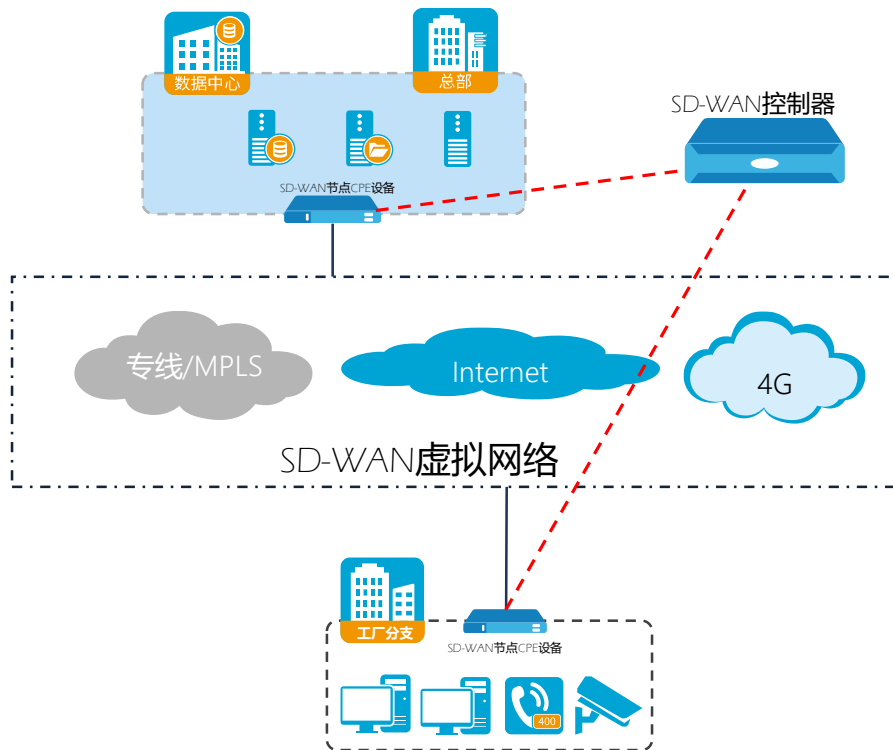 数据中心
总部
SD-WAN控制器
SD-WAN节点CPE设备
专线/MPLS
Internet
4G
SD-WAN虚拟网络
工厂分支
SD-WAN节点CPE设备
400